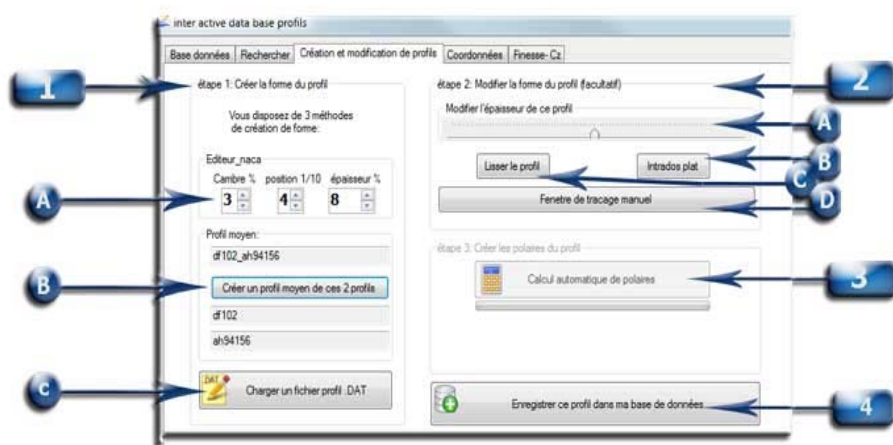 inter active data base profils
Base données Rechercher Création et modification de profils Coordonnées Finesse- Cz
1
étape 1: Créer la forme du profil
Vous disposez de 3 méthodes
de création de forme:
Editeur_naca
Cambre % position 1/10 épaisseur %
3 4 8
A
Profil moyen:
df102_ah94156
B
Créer un profil moyen de ces 2 profils
df102
ah94156
C
.DAT
Charger un fichier profil .DAT
étape 2: Modifier la forme du profil (facultatif)
2
Modifier l'épaisseur de ce profil
A
Lisser le profil
Intrados plat
B
C
Fenetre de tracage manuel
D
étape 3: Créer les polaires du profil
Calcul automatique de polaires
3
Enregistrer ce profil dans ma base de données
4